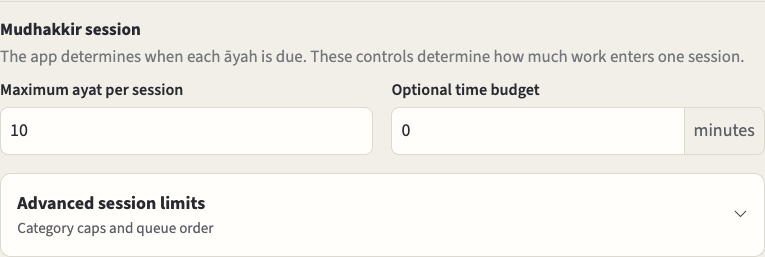 Mudhakkir session
The app determines when each āyah is due. These controls determine how much work enters one session.
Maximum ayat per session
Optional time budget
10
0
minutes
Advanced session limits
Category caps and queue order